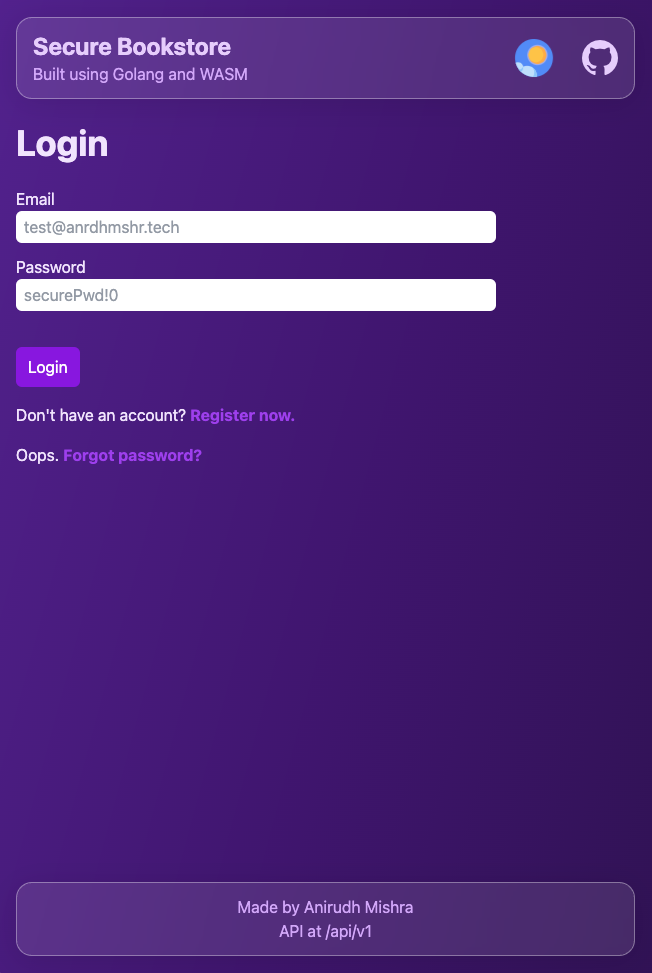 Secure Bookstore
Built using Golang and WASM
Login
Email
test@anrdhmshr.tech
Password
securePwd!0
Login
Don't have an account? Register now.
Oops. Forgot password?
Made by Anirudh Mishra
API at /api/v1